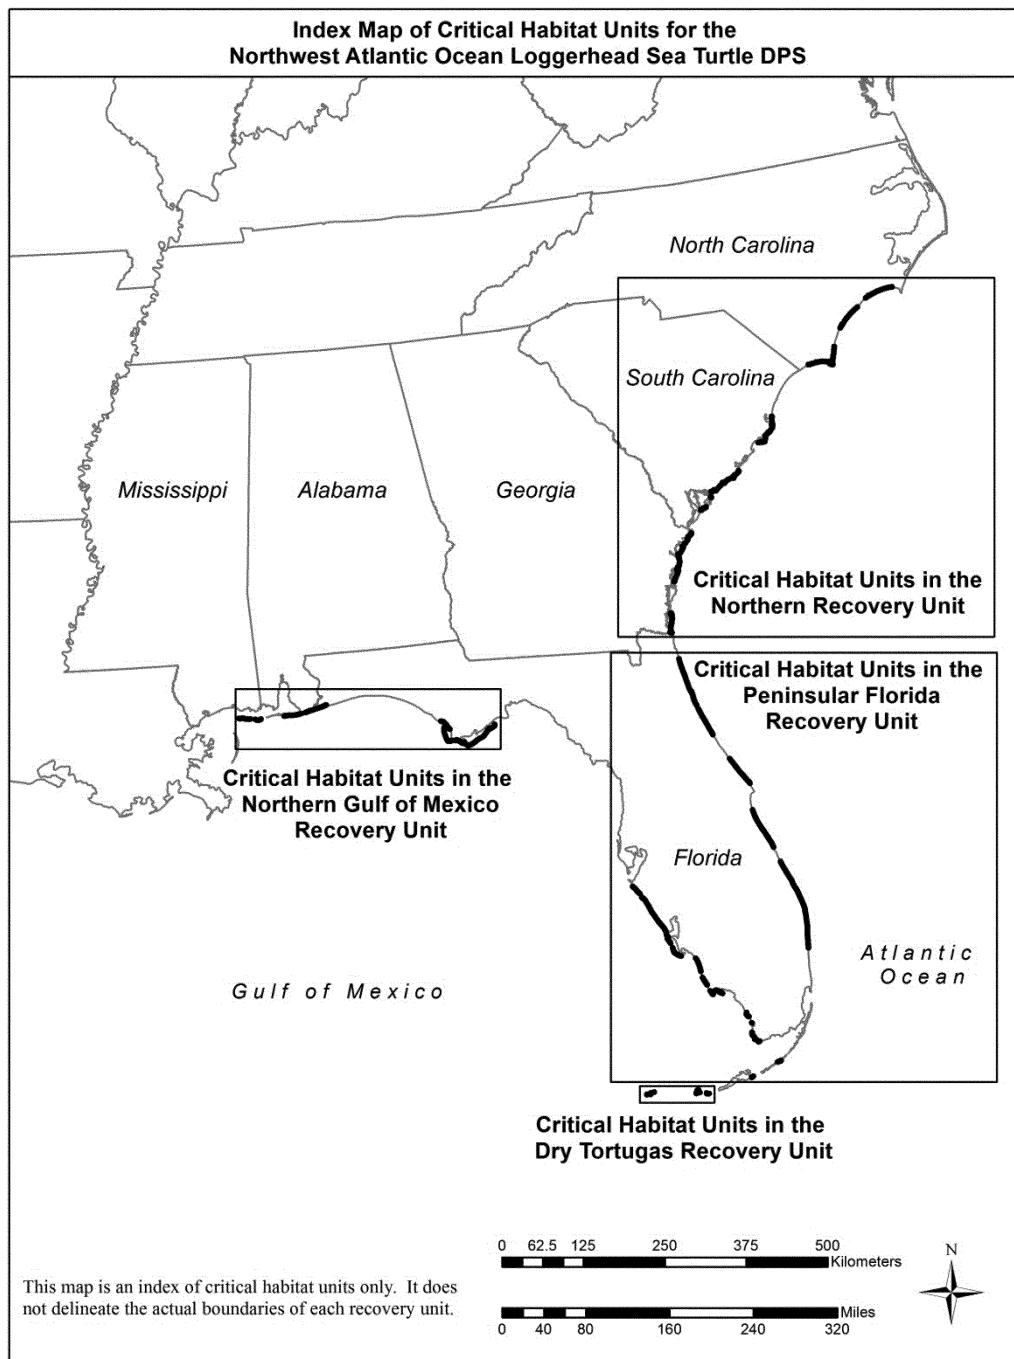 Index Map of Critical Habitat Units for the
Northwest Atlantic Ocean Loggerhead Sea Turtle DPS
North Carolina
South Carolina
Mississippi
Alabama
Georgia
Critical Habitat Units in the
Northern Recovery Unit
Critical Habitat Units in the
Peninsular Florida
Recovery Unit
Critical Habitat Units in the
Northern Gulf of Mexico
Recovery Unit
Florida
Atlantic
Ocean
Gulf of Mexico
Critical Habitat Units in the
Dry Tortugas Recovery Unit
0 62.5 125 250 375 500
Kilometers
N
This map is an index of critical habitat units only. It does
not delineate the actual boundaries of each recovery unit.
Miles
0 40 80 160 240 320